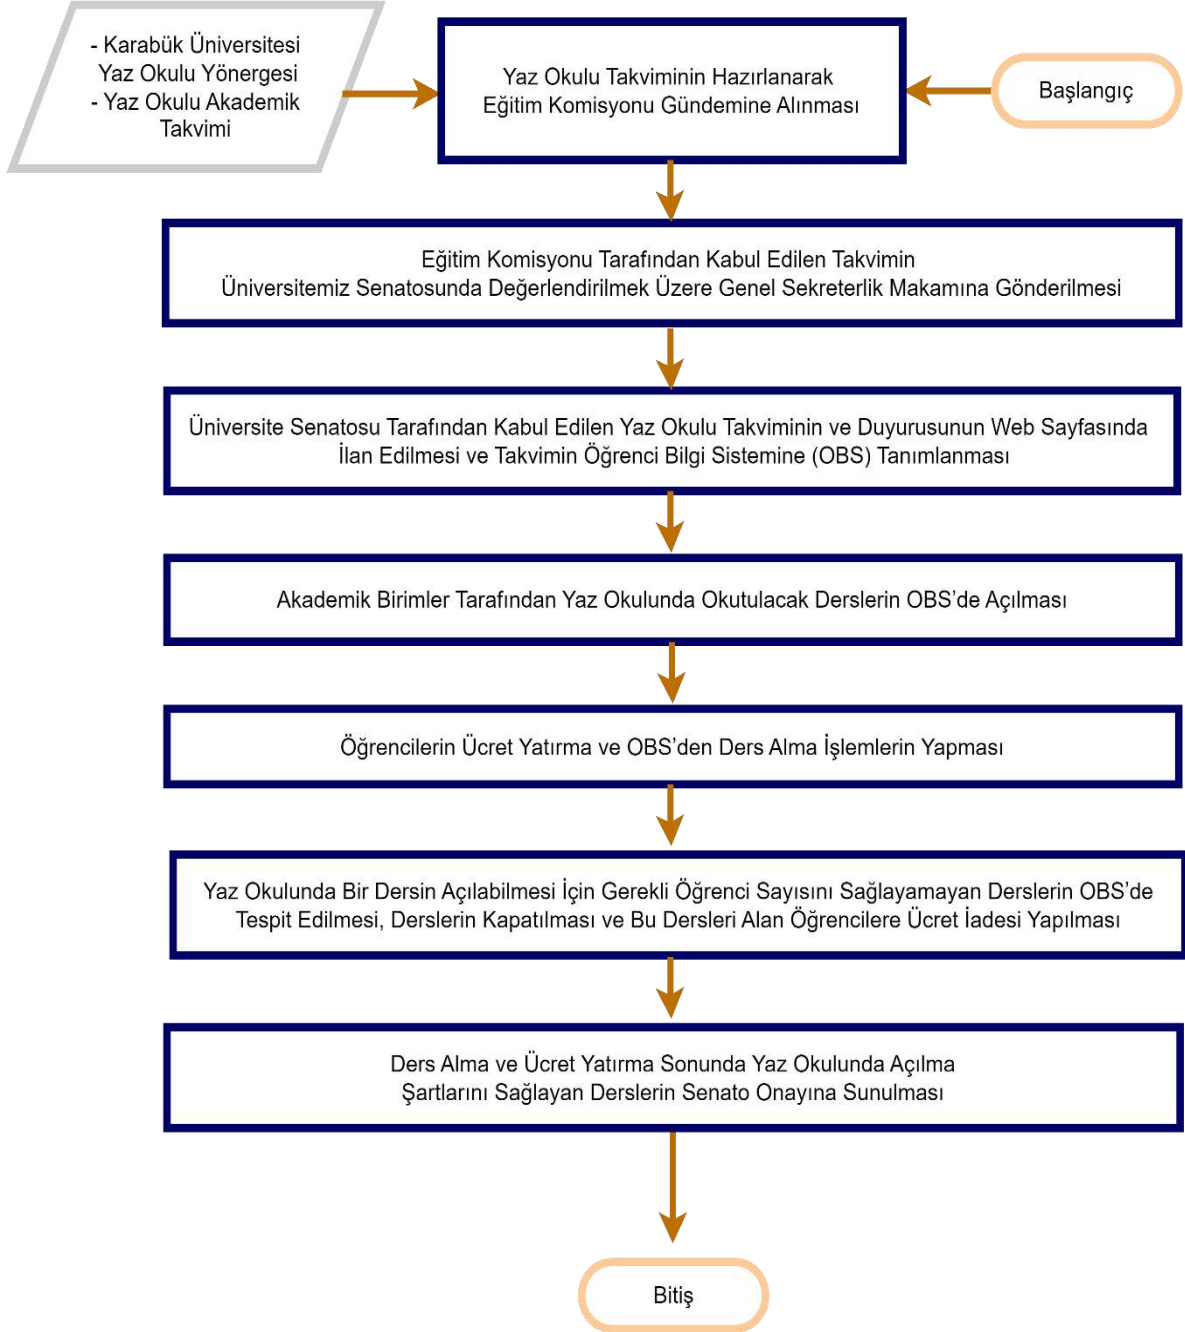 - Karabük Üniversitesi
Yaz Okulu Yönergesi
- Yaz Okulu Akademik
Takvimi
Yaz Okulu Takviminin Hazırlanarak
Eğitim Komisyonu Gündemine Alınması
Başlangıç
Eğitim Komisyonu Tarafından Kabul Edilen Takvimin
Üniversitemiz Senatosunda Değerlendirilmek Üzere Genel Sekreterlik Makamına Gönderilmesi
Üniversite Senatosu Tarafından Kabul Edilen Yaz Okulu Takviminin ve Duyurusunun Web Sayfasında
İlan Edilmesi ve Takvimin Öğrenci Bilgi Sistemine (OBS) Tanımlanması
Akademik Birimler Tarafından Yaz Okulunda Okutulacak Derslerin OBS’de Açılması
Öğrencilerin Ücret Yatırma ve OBS’den Ders Alma İşlemlerin Yapması
Yaz Okulunda Bir Dersin Açılabilmesi İçin Gerekli Öğrenci Sayısını Sağlayamayan Derslerin OBS’de
Tespit Edilmesi, Derslerin Kapatılması ve Bu Dersleri Alan Öğrencilere Ücret İadesi Yapılması
Ders Alma ve Ücret Yatırma Sonunda Yaz Okulunda Açılma
Şartlarını Sağlayan Derslerin Senato Onayına Sunulması
Bitiş